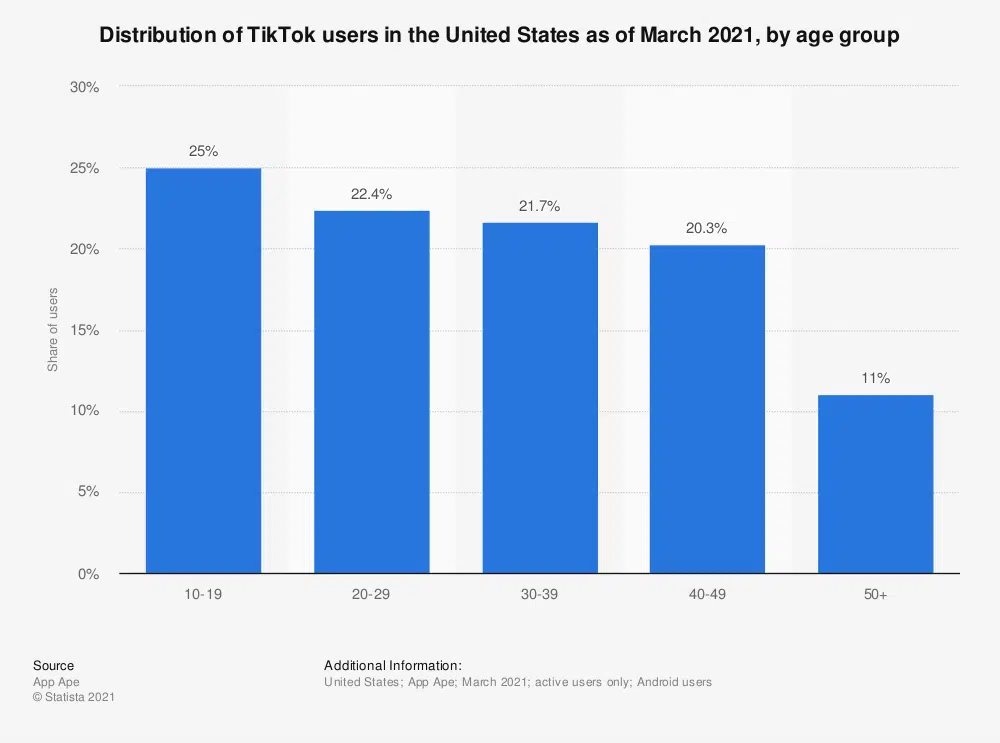 Distribution of TikTok users in the United States as of March 2021, by age group
Share of users
30%
25%
20%
15%
10%
5%
0%
25%
22.4%
21.7%
20.3%
11%
10-19
20-29
30-39
40-49
50+
Source
App Ape
© Statista 2021
Additional Information:
United States; App Ape; March 2021; active users only; Android users